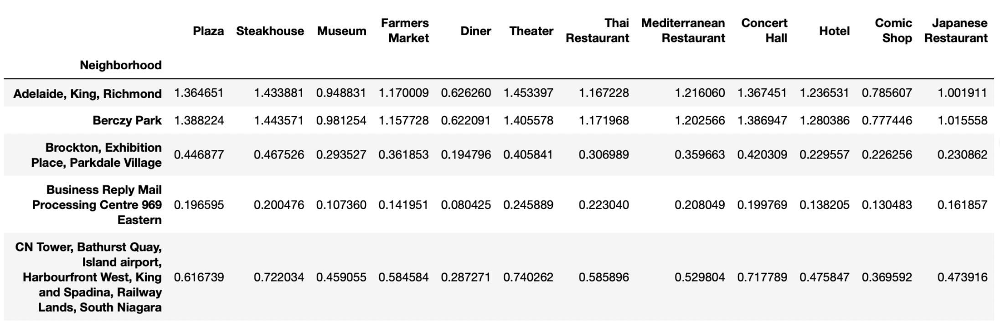 Plaza Steakhouse Museum Farmers Market Diner Theater Thai Restaurant Mediterranean Restaurant Concert Hall Hotel Comic Shop Japanese Restaurant
Neighborhood
Adelaide, King, Richmond 1.364651 1.433881 0.948831 1.170009 0.626260 1.453397 1.167228 1.216060 1.367451 1.236531 0.785607 1.001911
Berczy Park 1.388224 1.443571 0.981254 1.157728 0.622091 1.405578 1.171968 1.202566 1.386947 1.280386 0.777446 1.015558
Brockton, Exhibition
Place, Parkdale Village 0.446877 0.467526 0.293527 0.361853 0.194796 0.405841 0.306989 0.359663 0.420309 0.229557 0.226256 0.230862
Business Reply Mail
Processing Centre 969 0.196595 0.200476 0.107360 0.141951 0.080425 0.245889 0.223040 0.208049 0.199769 0.138205 0.130483 0.161857
Eastern
CN Tower, Bathurst Quay,
Island airport,
Harbourfront West, King 0.616739 0.722034 0.459055 0.584584 0.287271 0.740262 0.585896 0.529804 0.717789 0.475847 0.369592 0.473916
and Spadina, Railway
Lands, South Niagara